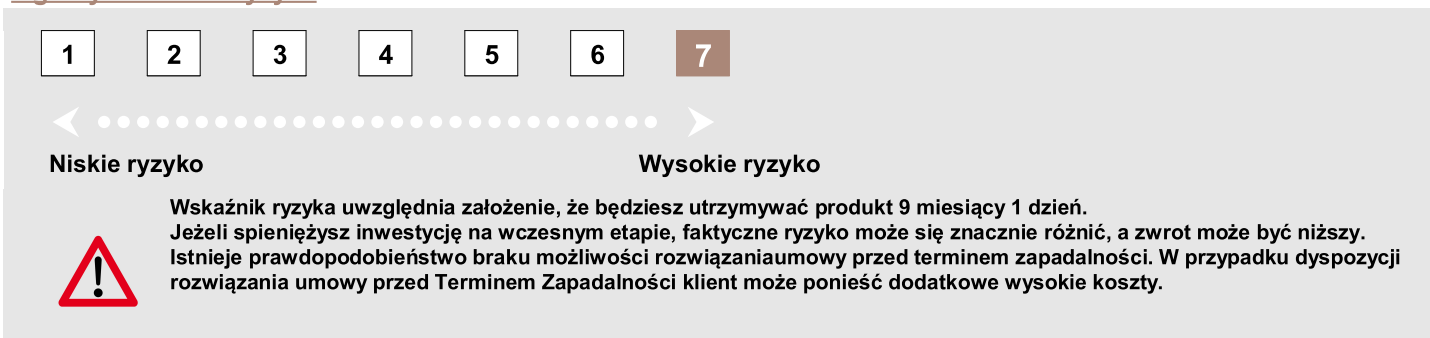 1 2 3 4 5 6 7
Niskie ryzyko Wysokie ryzyko
Wskaźnik ryzyka uwzględnia założenie, że będziesz utrzymywać produkt 9 miesięcy 1 dzień.
Jeżeli spieniężysz inwestycję na wczesnym etapie, faktyczne ryzyko może się znacznie różnić, a zwrot może być niższy.
Istnieje prawdopodobieństwo braku możliwości rozwiązaniaumowy przed terminem zapadalności. W przypadku dyspozycji
rozwiązania umowy przed Terminem Zapadalności klient może ponieść dodatkowe wysokie koszty.